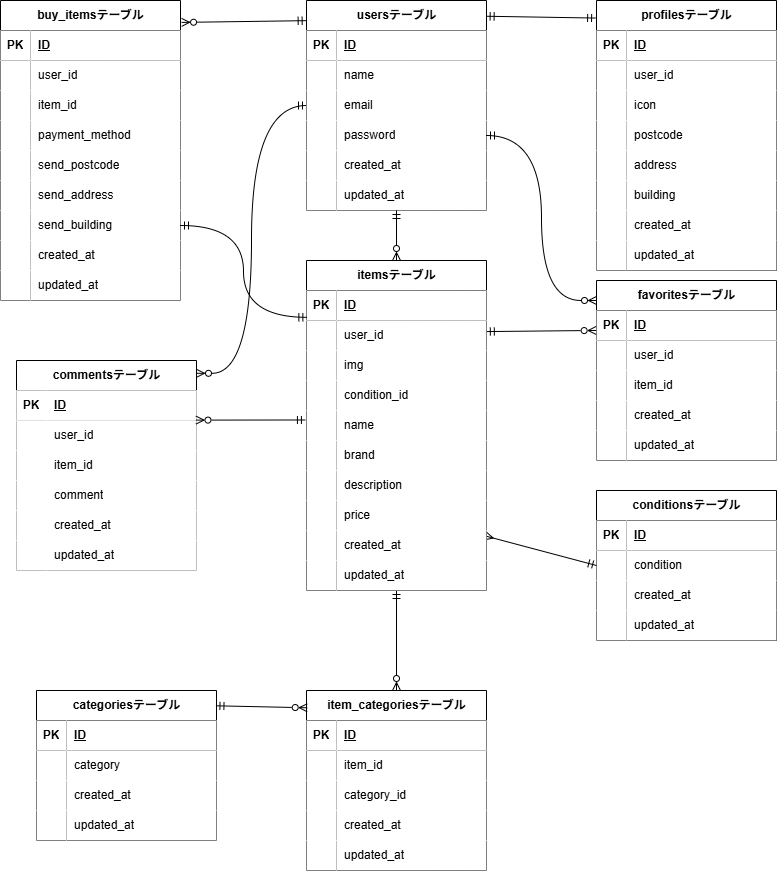 buy_itemsテーブル
PK ID
user_id
item_id
payment_method
send_postcode
send_address
send_building
created_at
updated_at
usersテーブル
PK ID
name
email
password
created_at
updated_at
profilesテーブル
PK ID
user_id
icon
postcode
address
building
created_at
updated_at
itemsテーブル
PK ID
user_id
img
condition_id
name
brand
description
price
created_at
updated_at
favoritesテーブル
PK ID
user_id
item_id
created_at
updated_at
commentsテーブル
PK ID
user_id
item_id
comment
created_at
updated_at
conditionsテーブル
PK ID
condition
created_at
updated_at
categoriesテーブル
PK ID
category
created_at
updated_at
item_categoriesテーブル
PK ID
item_id
category_id
created_at
updated_at